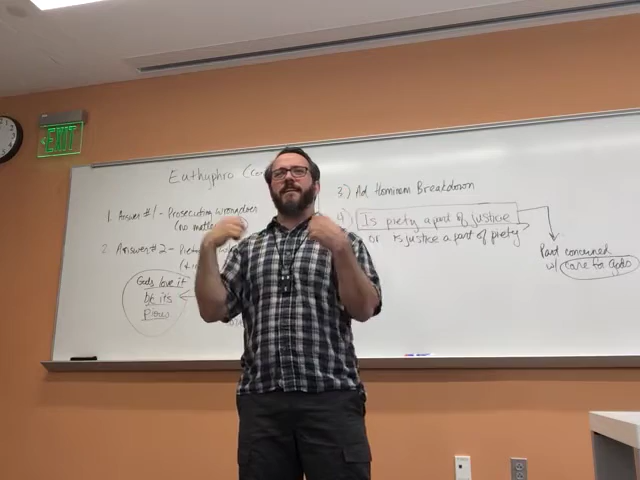 EXIT
Euthyphro
1. Answer #1 - Prosecuting wrongdoer
(no matter
2. Answer #2 -
Gods love it
b/c it's
pious
3.) Ad Hominem Breakdown
4) Is piety a part of justice
or is justice a part of piety
Part concerned
w/ care for gods